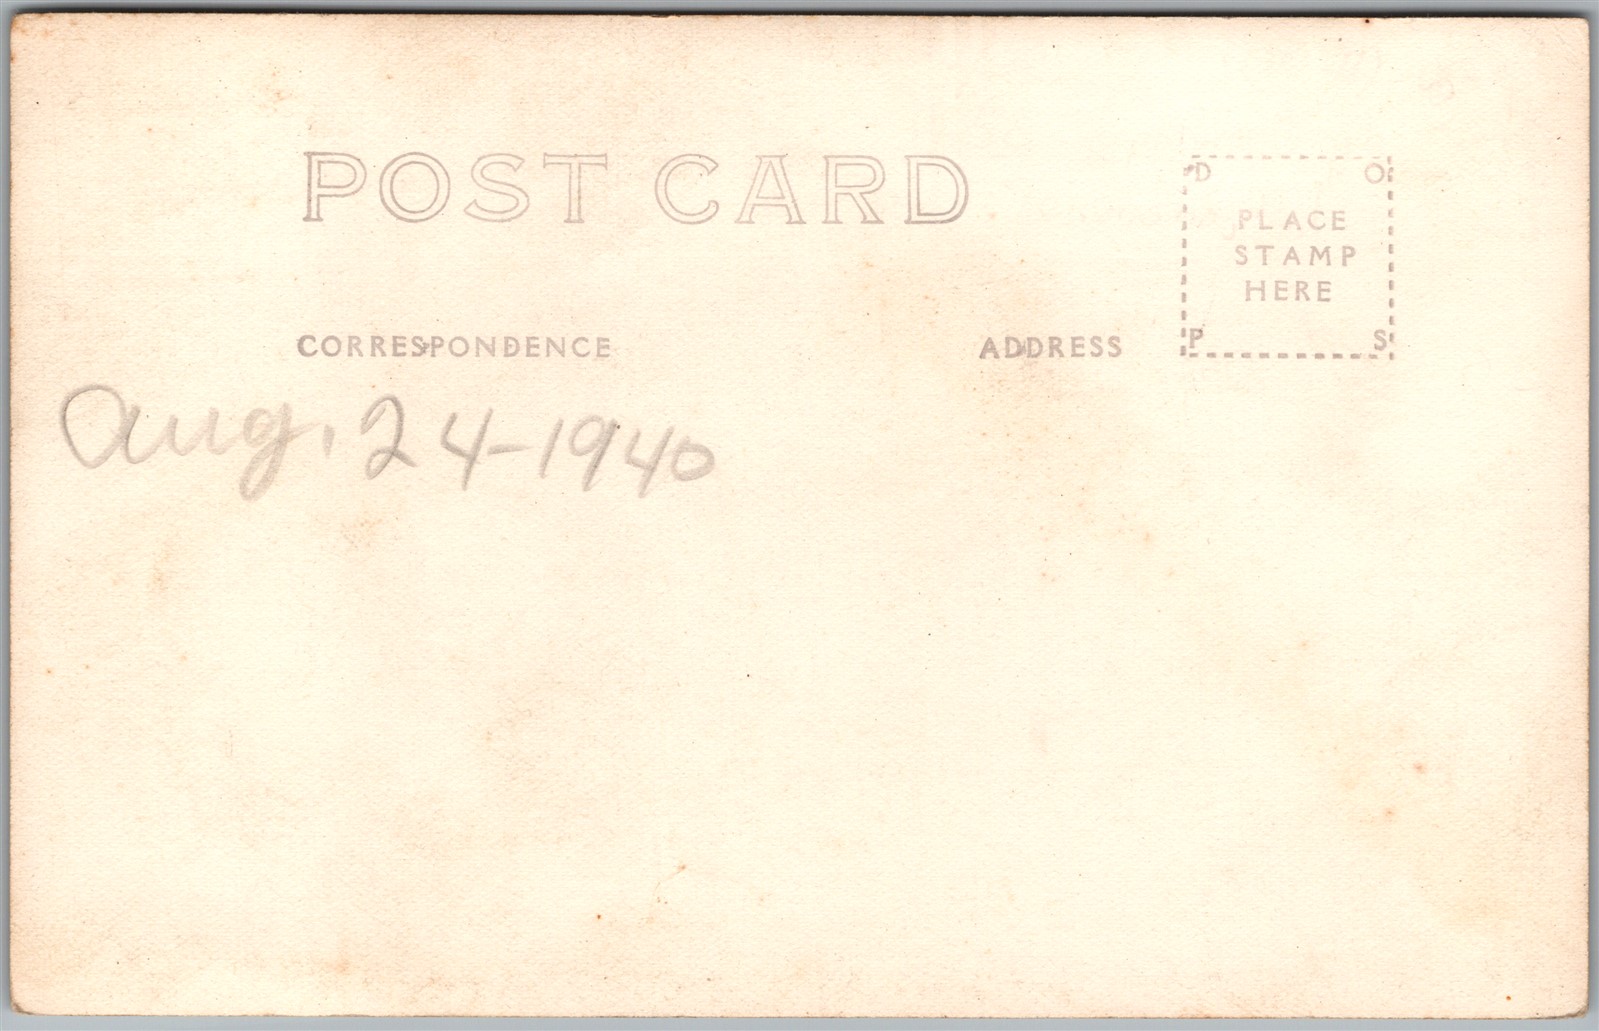 POST CARD
D O
PLACE
STAMP
HERE
P S
CORRESPONDENCE
ADDRESS
Aug. 24-1940